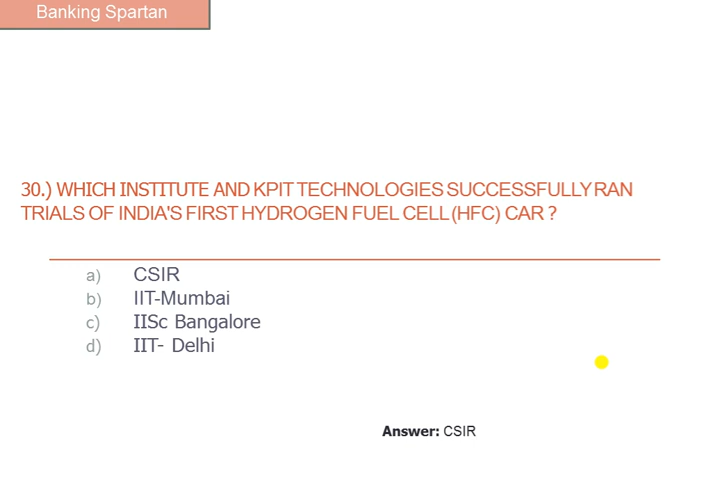 Banking Spartan
30.) WHICH INSTITUTE AND KPIT TECHNOLOGIES SUCCESSFULLY RAN
TRIALS OF INDIA'S FIRST HYDROGEN FUEL CELL (HFC) CAR ?
a) CSIR
b) IIT-Mumbai
c) IISc Bangalore
d) IIT- Delhi
Answer: CSIR